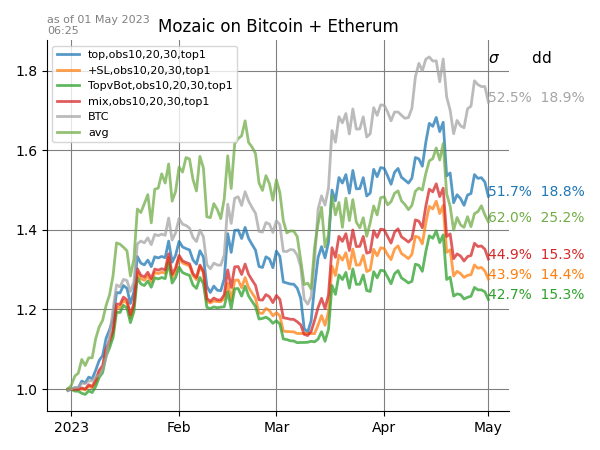 as of 01 May 2023
06:25
Mozaic on Bitcoin + Etherum
σ dd
top,obs10,20,30,top1
+SL,obs10,20,30,top1
TopvBot,obs10,20,30,top1
mix,obs10,20,30,top1
BTC
avg
1.8
1.6
1.4
1.2
1.0
52.5% 18.9%
51.7% 18.8%
62.0% 25.2%
44.9% 15.3%
43.9% 14.4%
42.7% 15.3%
2023 Feb Mar Apr May